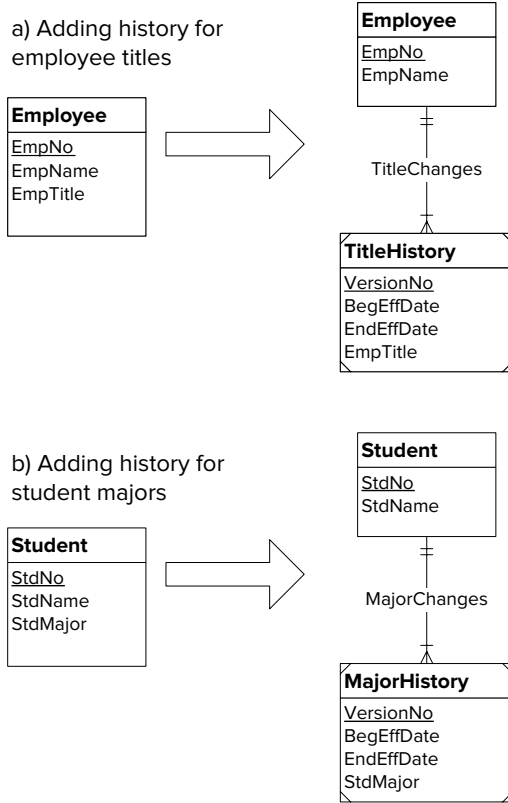 a) Adding history for
employee titles
Employee
EmpNo
EmpName
EmpTitle
Employee
EmpNo
EmpName
TitleChanges
TitleHistory
VersionNo
BegEffDate
EndEffDate
EmpTitle
b) Adding history for
student majors
Student
StdNo
StdName
StdMajor
Student
StdNo
StdName
MajorChanges
MajorHistory
VersionNo
BegEffDate
EndEffDate
StdMajor